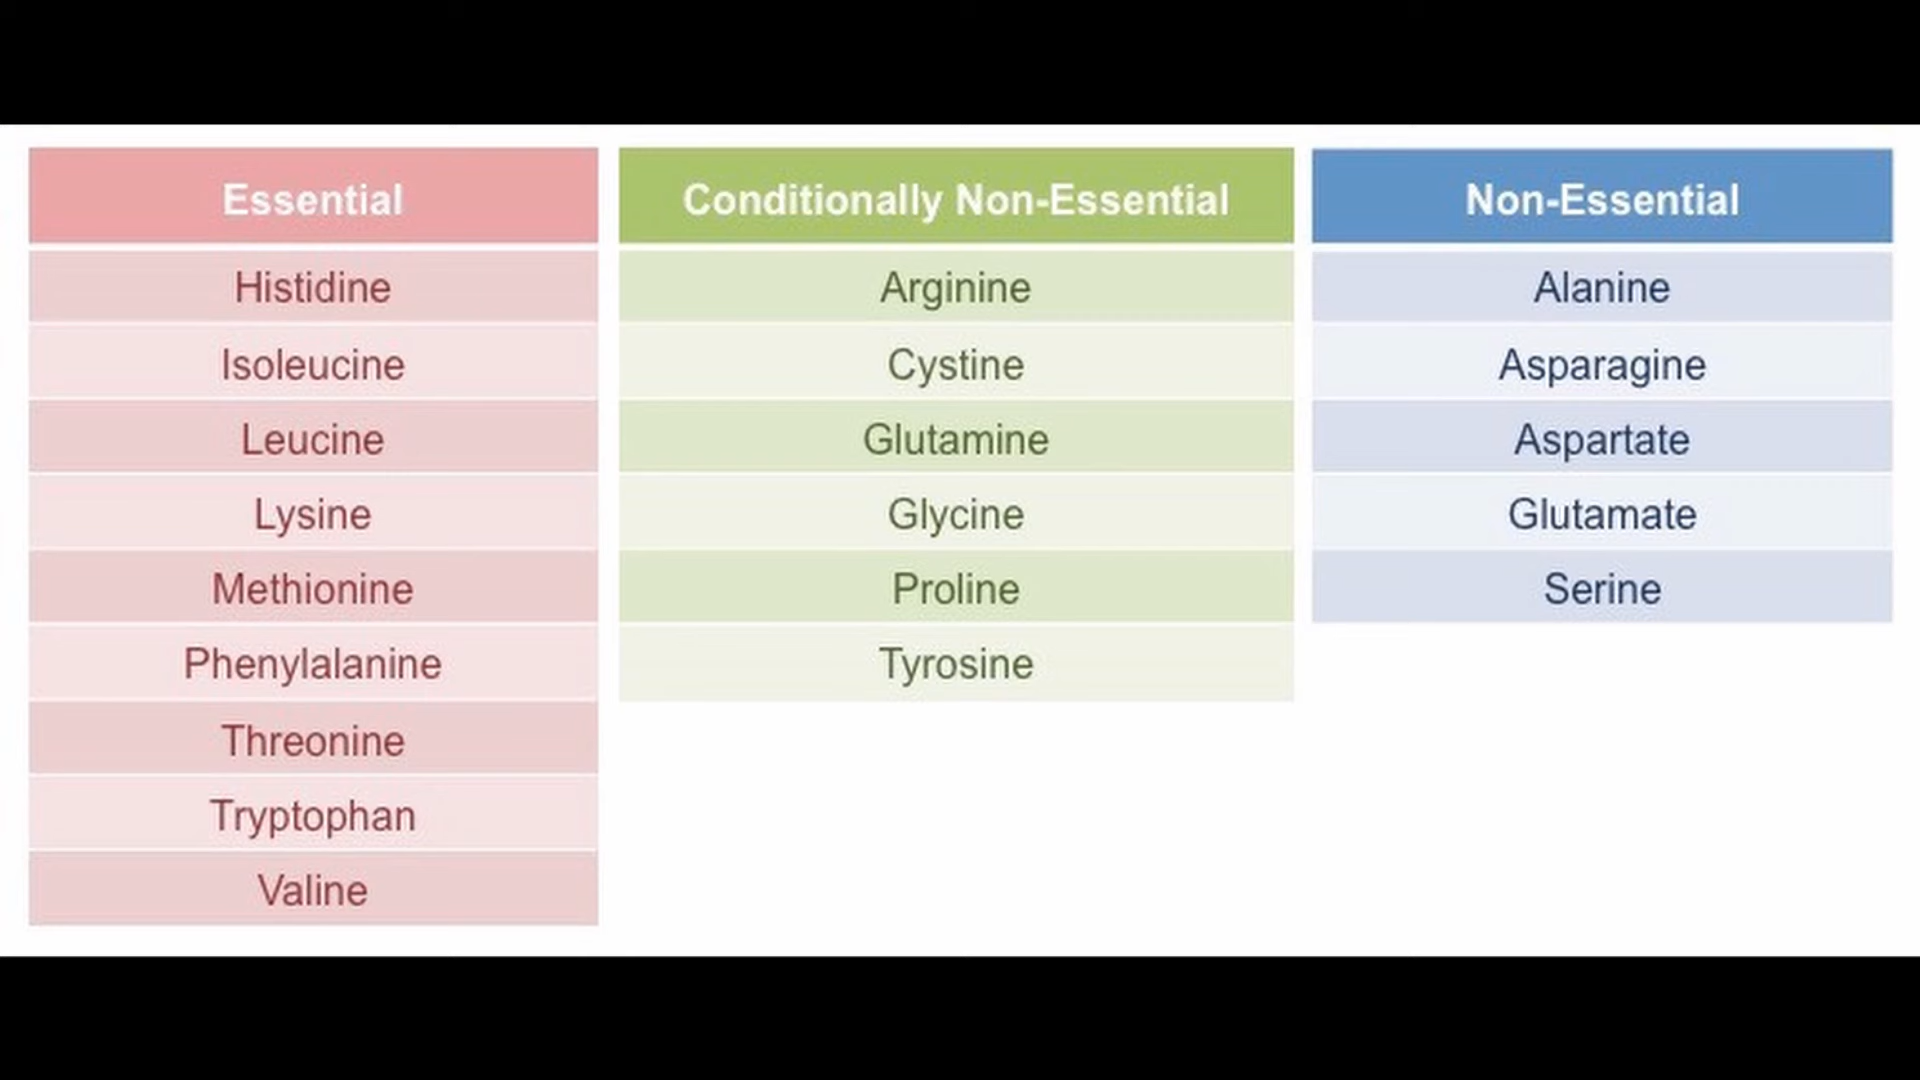 Essential
Histidine
Isoleucine
Leucine
Lysine
Methionine
Phenylalanine
Threonine
Tryptophan
Valine
Conditionally Non-Essential
Arginine
Cystine
Glutamine
Glycine
Proline
Tyrosine
Non-Essential
Alanine
Asparagine
Aspartate
Glutamate
Serine